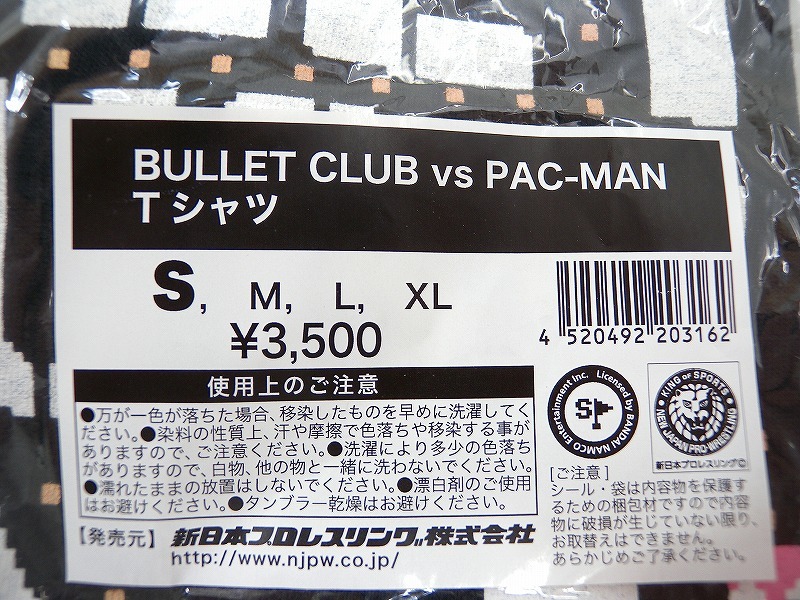 BULLET CLUB vs PAC-MAN
Tシャツ
S, M, L, XL
¥3,500
4 520492 203162
使用上のご注意
●万が一色が落ちた場合、移染したものを早めに洗濯してく
ださい。●染料の性質上、汗や摩擦で色落ちや移染する事が
ありますので、ご注意ください。●洗濯により多少の色落ち
がありますので、白物、他の物と一緒に洗わないでください。
●濡れたままの放置はしないでください。●漂白剤のご使用
はお避けください。●タンブラー乾燥はお避けください。
Licensed by BANDAI NAMCO Entertainment Inc.
S
KING OF SPORTS
NEW JAPAN PRO-WRESTLING
新日本プロレスリング©
[ご注意]
シール・袋は内容物を保護す
るための梱包材ですので内容
物に破損が生じていない限り、
お取替えはできません。
あらかじめご了承ください。
【発売元】 新日本プロレスリング株式会社
http://www.njpw.co.jp/